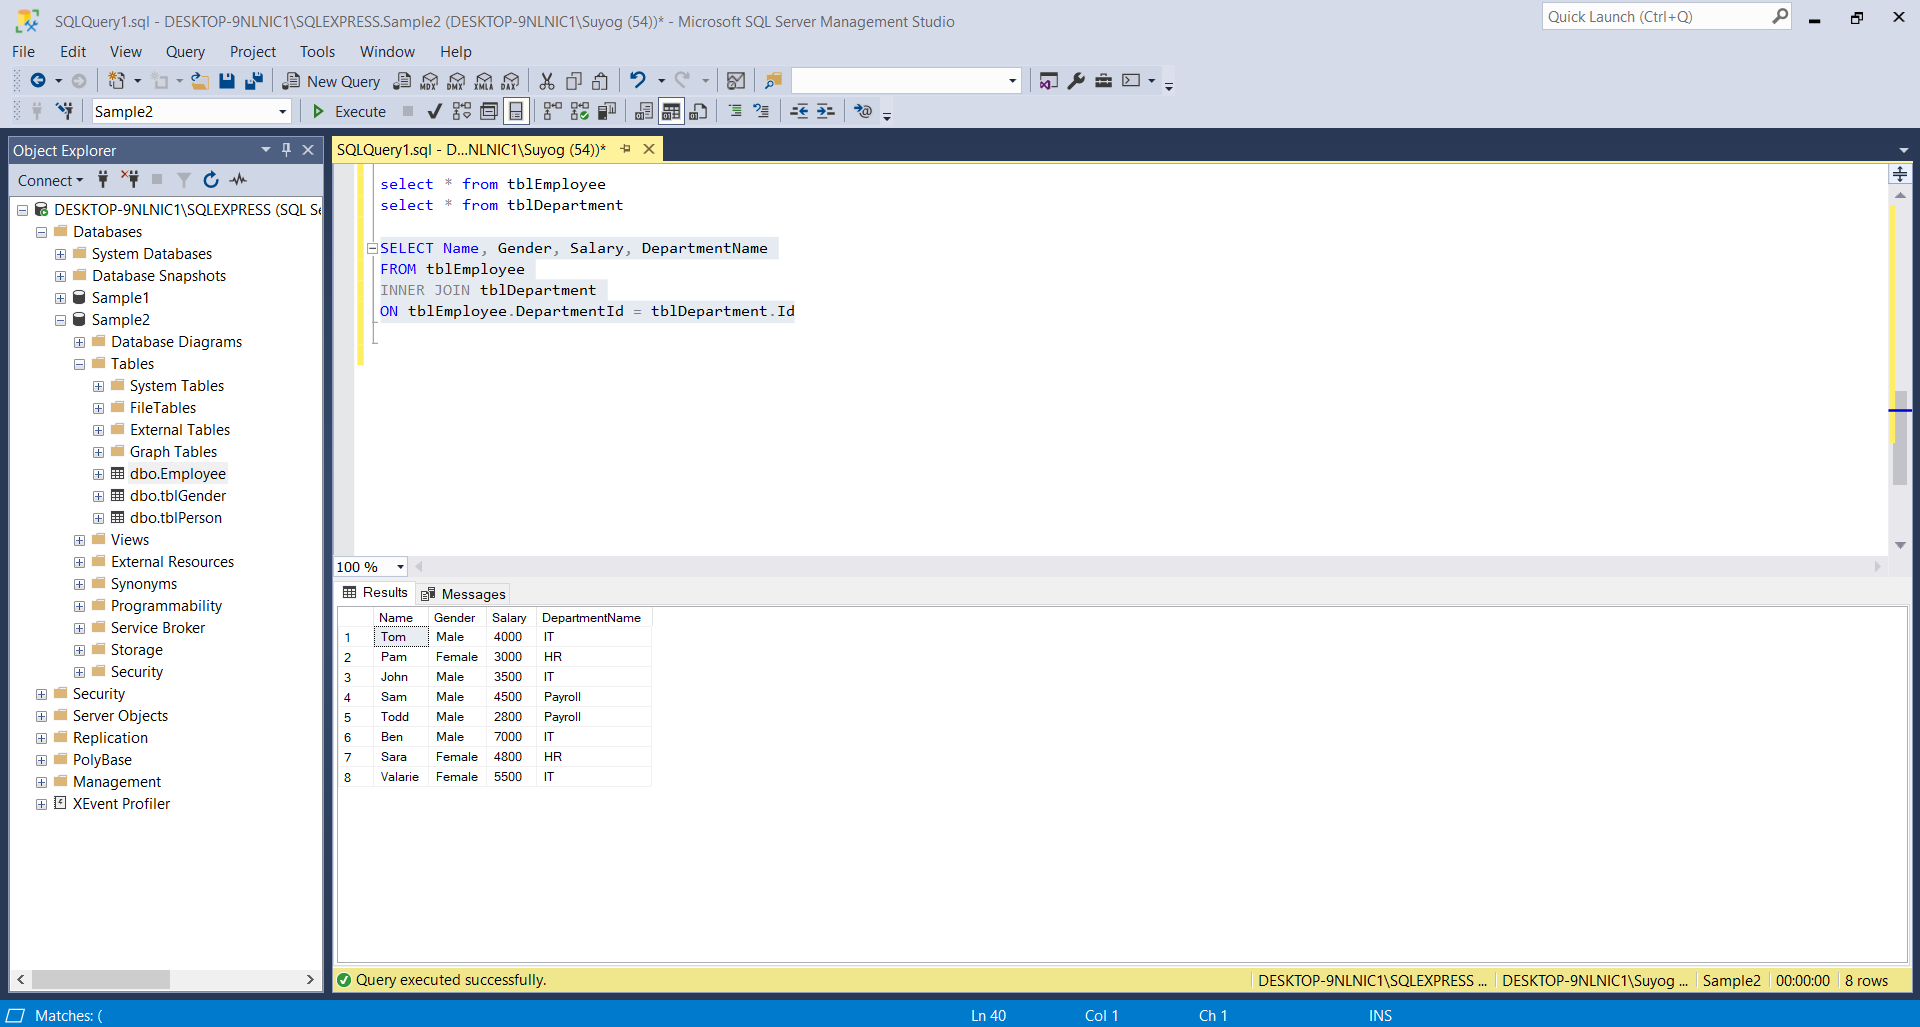 SQLQuery1.sql - DESKTOP-9NLNIC1\SQLEXPRESS.Sample2 (DESKTOP-9NLNIC1\Suyog (54))* - Microsoft SQL Server Management Studio
Quick Launch (Ctrl+Q)
File Edit View Query Project Tools Window Help
New Query MDX DMX XMLA DAX
Sample2 Execute
Object Explorer
SQLQuery1.sql - D...NLNIC1\Suyog (54))*
Connect
DESKTOP-9NLNIC1\SQLEXPRESS (SQL Se
Databases
System Databases
Database Snapshots
Sample1
Sample2
Database Diagrams
Tables
System Tables
FileTables
External Tables
Graph Tables
dbo.Employee
dbo.tblGender
dbo.tblPerson
Views
External Resources
Synonyms
Programmability
Service Broker
Storage
Security
Security
Server Objects
Replication
PolyBase
Management
XEvent Profiler
select * from tblEmployee
select * from tblDepartment
SELECT Name, Gender, Salary, DepartmentName
FROM tblEmployee
INNER JOIN tblDepartment
ON tblEmployee.DepartmentId = tblDepartment.Id
100 %
Results Messages
Name Gender Salary DepartmentName
1 Tom Male 4000 IT
2 Pam Female 3000 HR
3 John Male 3500 IT
4 Sam Male 4500 Payroll
5 Todd Male 2800 Payroll
6 Ben Male 7000 IT
7 Sara Female 4800 HR
8 Valarie Female 5500 IT
Query executed successfully. DESKTOP-9NLNIC1\SQLEXPRESS ... DESKTOP-9NLNIC1\Suyog ... Sample2 00:00:00 8 rows
Matches: ( Ln 40 Col 1 Ch 1 INS